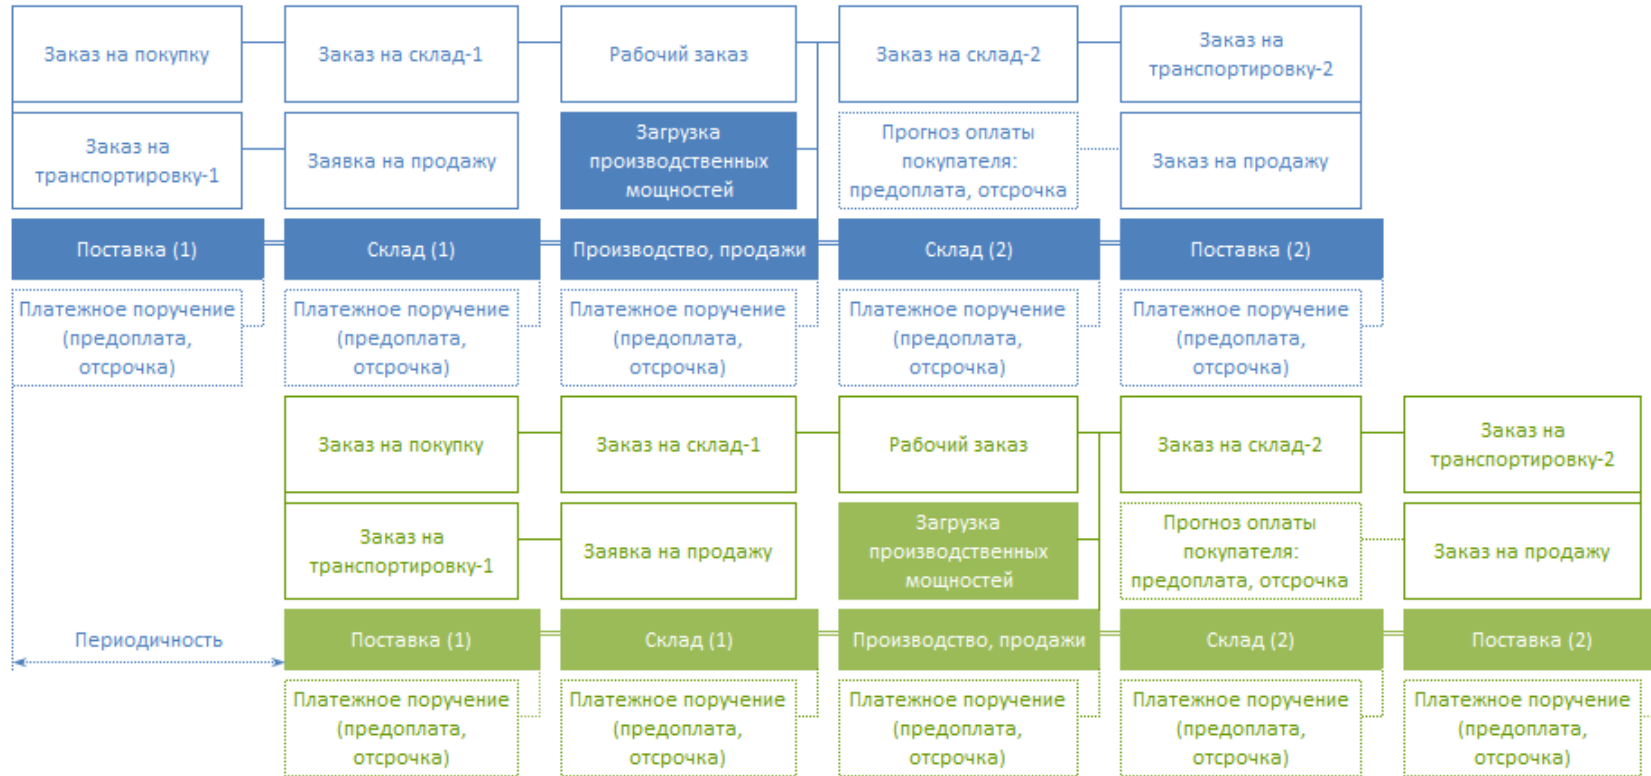 Заказ на покупку
Заказ на склад-1
Рабочий заказ
Заказ на склад-2
Заказ на
транспортировку-2
Заказ на
транспортировку-1
Заявка на продажу
Загрузка
производственных
мощностей
Прогноз оплаты
покупателя:
предоплата, отсрочка
Заказ на продажу
Поставка (1)
Склад (1)
Производство, продажи
Склад (2)
Поставка (2)
Платежное поручение
(предоплата,
отсрочка)
Платежное поручение
(предоплата,
отсрочка)
Платежное поручение
(предоплата,
отсрочка)
Платежное поручение
(предоплата,
отсрочка)
Платежное поручение
(предоплата,
отсрочка)
Заказ на покупку
Заказ на склад-1
Рабочий заказ
Заказ на склад-2
Заказ на
транспортировку-2
Заказ на
транспортировку-1
Заявка на продажу
Загрузка
производственных
мощностей
Прогноз оплаты
покупателя:
предоплата, отсрочка
Заказ на продажу
Периодичность
Поставка (1)
Склад (1)
Производство, продажи
Склад (2)
Поставка (2)
Платежное поручение
(предоплата,
отсрочка)
Платежное поручение
(предоплата,
отсрочка)
Платежное поручение
(предоплата,
отсрочка)
Платежное поручение
(предоплата,
отсрочка)
Платежное поручение
(предоплата,
отсрочка)